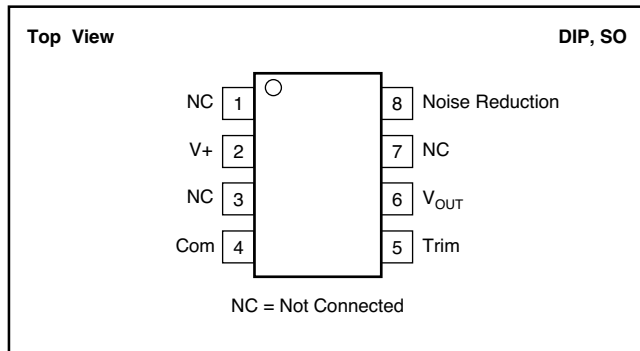 Top View DIP, SO
NC 1 8 Noise Reduction
V+ 2 7 NC
NC 3 6 VOUT
Com 4 5 Trim
NC = Not Connected